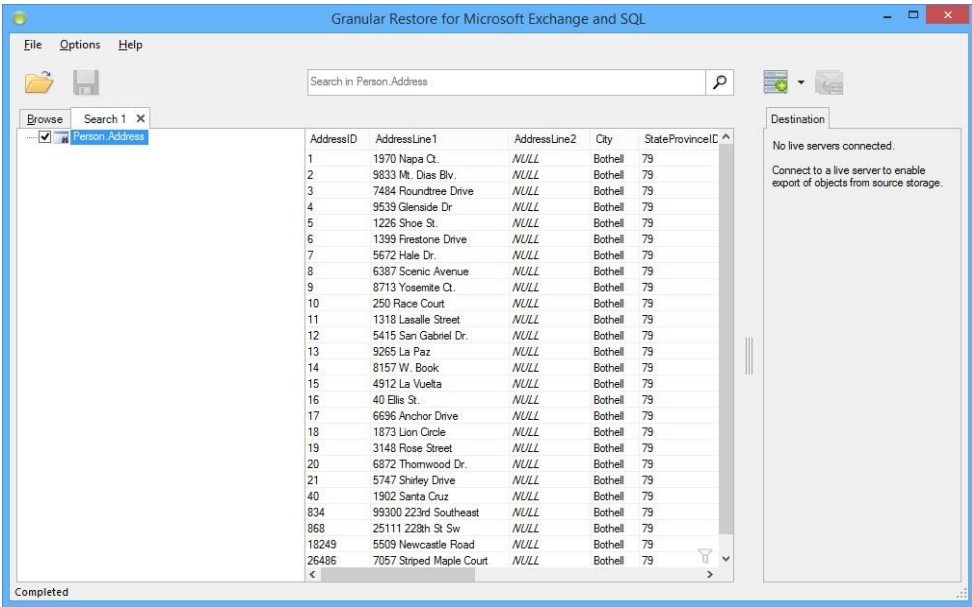 Granular Restore for Microsoft Exchange and SQL
File Options Help
Search in Person.Address
Browse Search 1 X
Destination
Person.Address
No live servers connected.
Connect to a live server to enable
export of objects from source storage.
AddressID AddressLine1 AddressLine2 City StateProvinceID
1 1970 Napa Ct. NULL Bothell 79
2 9833 Mt. Dias Blv. NULL Bothell 79
3 7484 Roundtree Drive NULL Bothell 79
4 9539 Glenside Dr NULL Bothell 79
5 1226 Shoe St. NULL Bothell 79
6 1399 Firestone Drive NULL Bothell 79
7 5672 Hale Dr. NULL Bothell 79
8 6387 Scenic Avenue NULL Bothell 79
9 8713 Yosemite Ct. NULL Bothell 79
10 250 Race Court NULL Bothell 79
11 1318 Lasalle Street NULL Bothell 79
12 5415 San Gabriel Dr. NULL Bothell 79
13 9265 La Paz NULL Bothell 79
14 8157 W. Book NULL Bothell 79
15 4912 La Vuelta NULL Bothell 79
16 40 Ellis St. NULL Bothell 79
17 6696 Anchor Drive NULL Bothell 79
18 1873 Lion Circle NULL Bothell 79
19 3148 Rose Street NULL Bothell 79
20 6872 Thornwood Dr. NULL Bothell 79
21 5747 Shirley Drive NULL Bothell 79
40 1902 Santa Cruz NULL Bothell 79
834 99300 223rd Southeast NULL Bothell 79
868 25111 228th St Sw NULL Bothell 79
18249 5509 Newcastle Road NULL Bothell 79
26486 7057 Striped Maple Court NULL Bothell 79
Completed